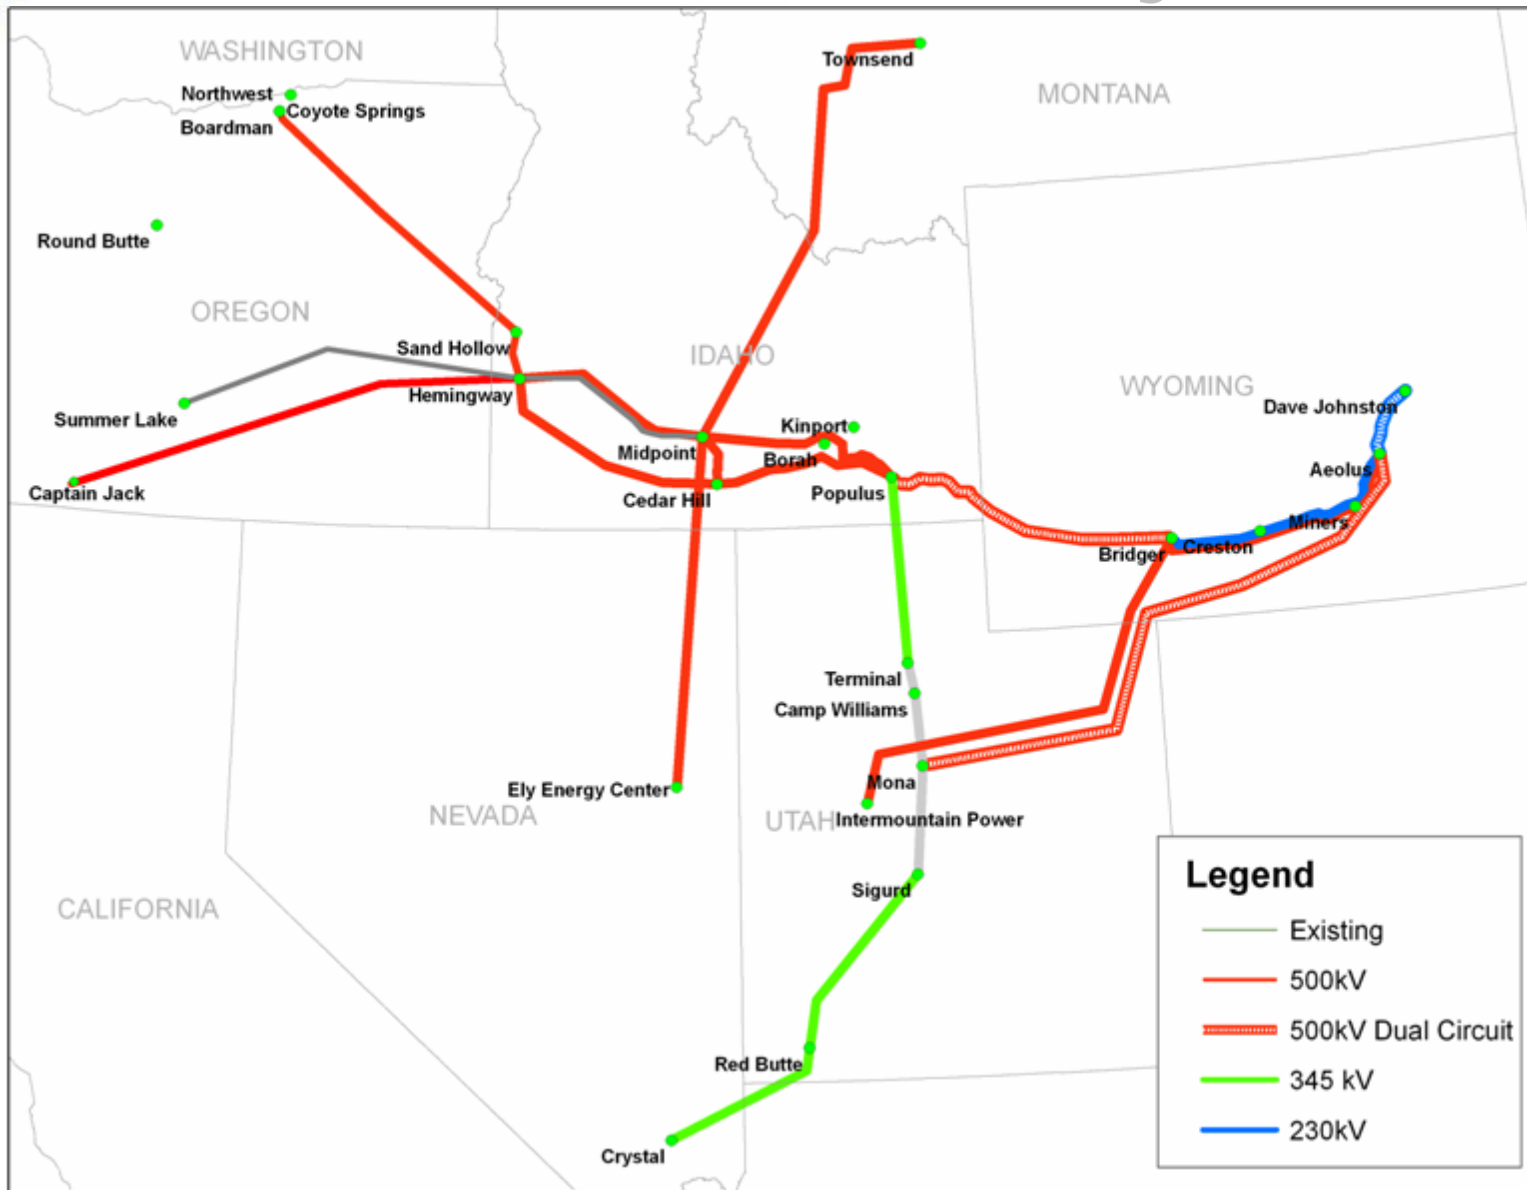 WASHINGTON
Townsend
MONTANA
Northwest
Coyote Springs
Boardman
Round Butte
OREGON
Sand Hollow
IDAHO
Hemingway
WYOMING
Summer Lake
Kinport
Dave Johnston
Midpoint
Borah
Aeolus
Captain Jack
Cedar Hill
Populus
Miners
Bridger
Creston
Terminal
Camp Williams
Mona
Ely Energy Center
NEVADA
UTAH
Intermountain Power
Sigurd
CALIFORNIA
Red Butte
Crystal
Legend
Existing
500kV
500kV Dual Circuit
345 kV
230kV